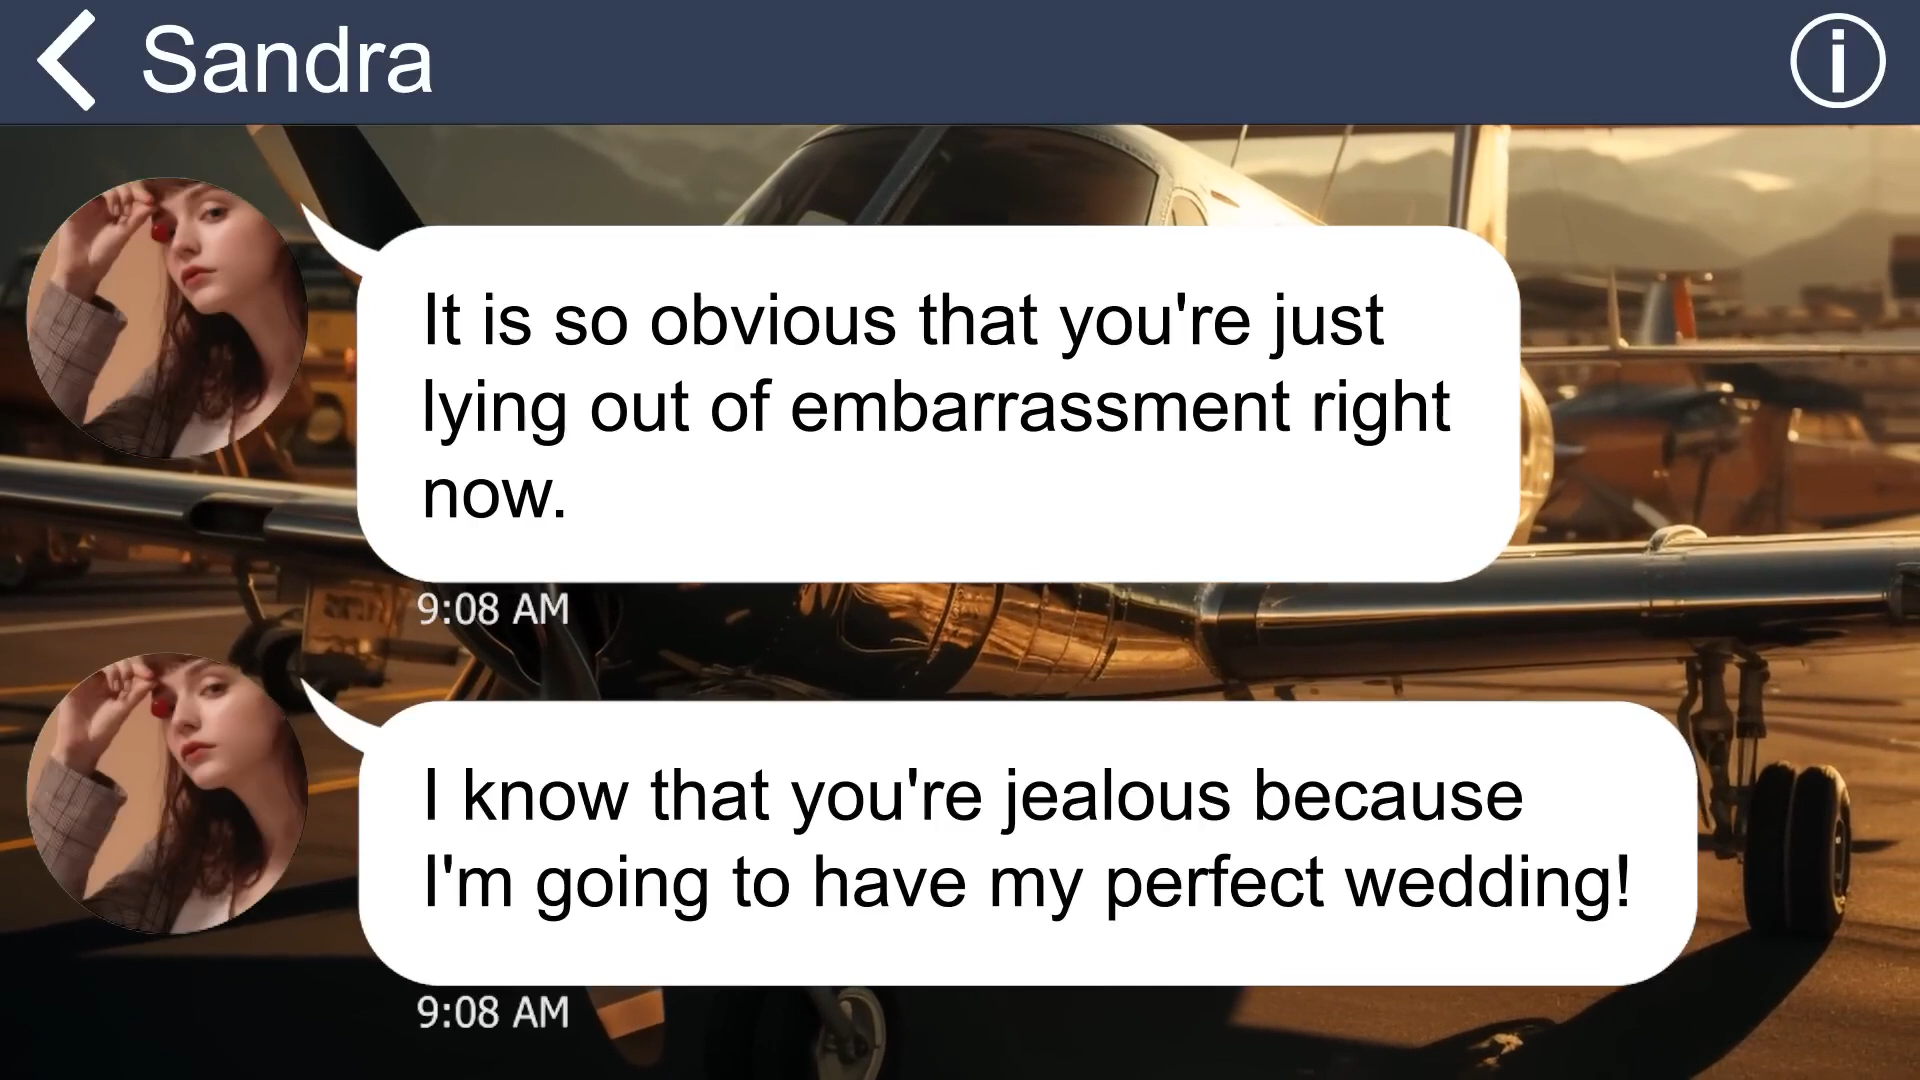 Sandra
It is so obvious that you're just
lying out of embarrassment right
now.
9:08 AM
I know that you're jealous because
I'm going to have my perfect wedding!
9:08 AM